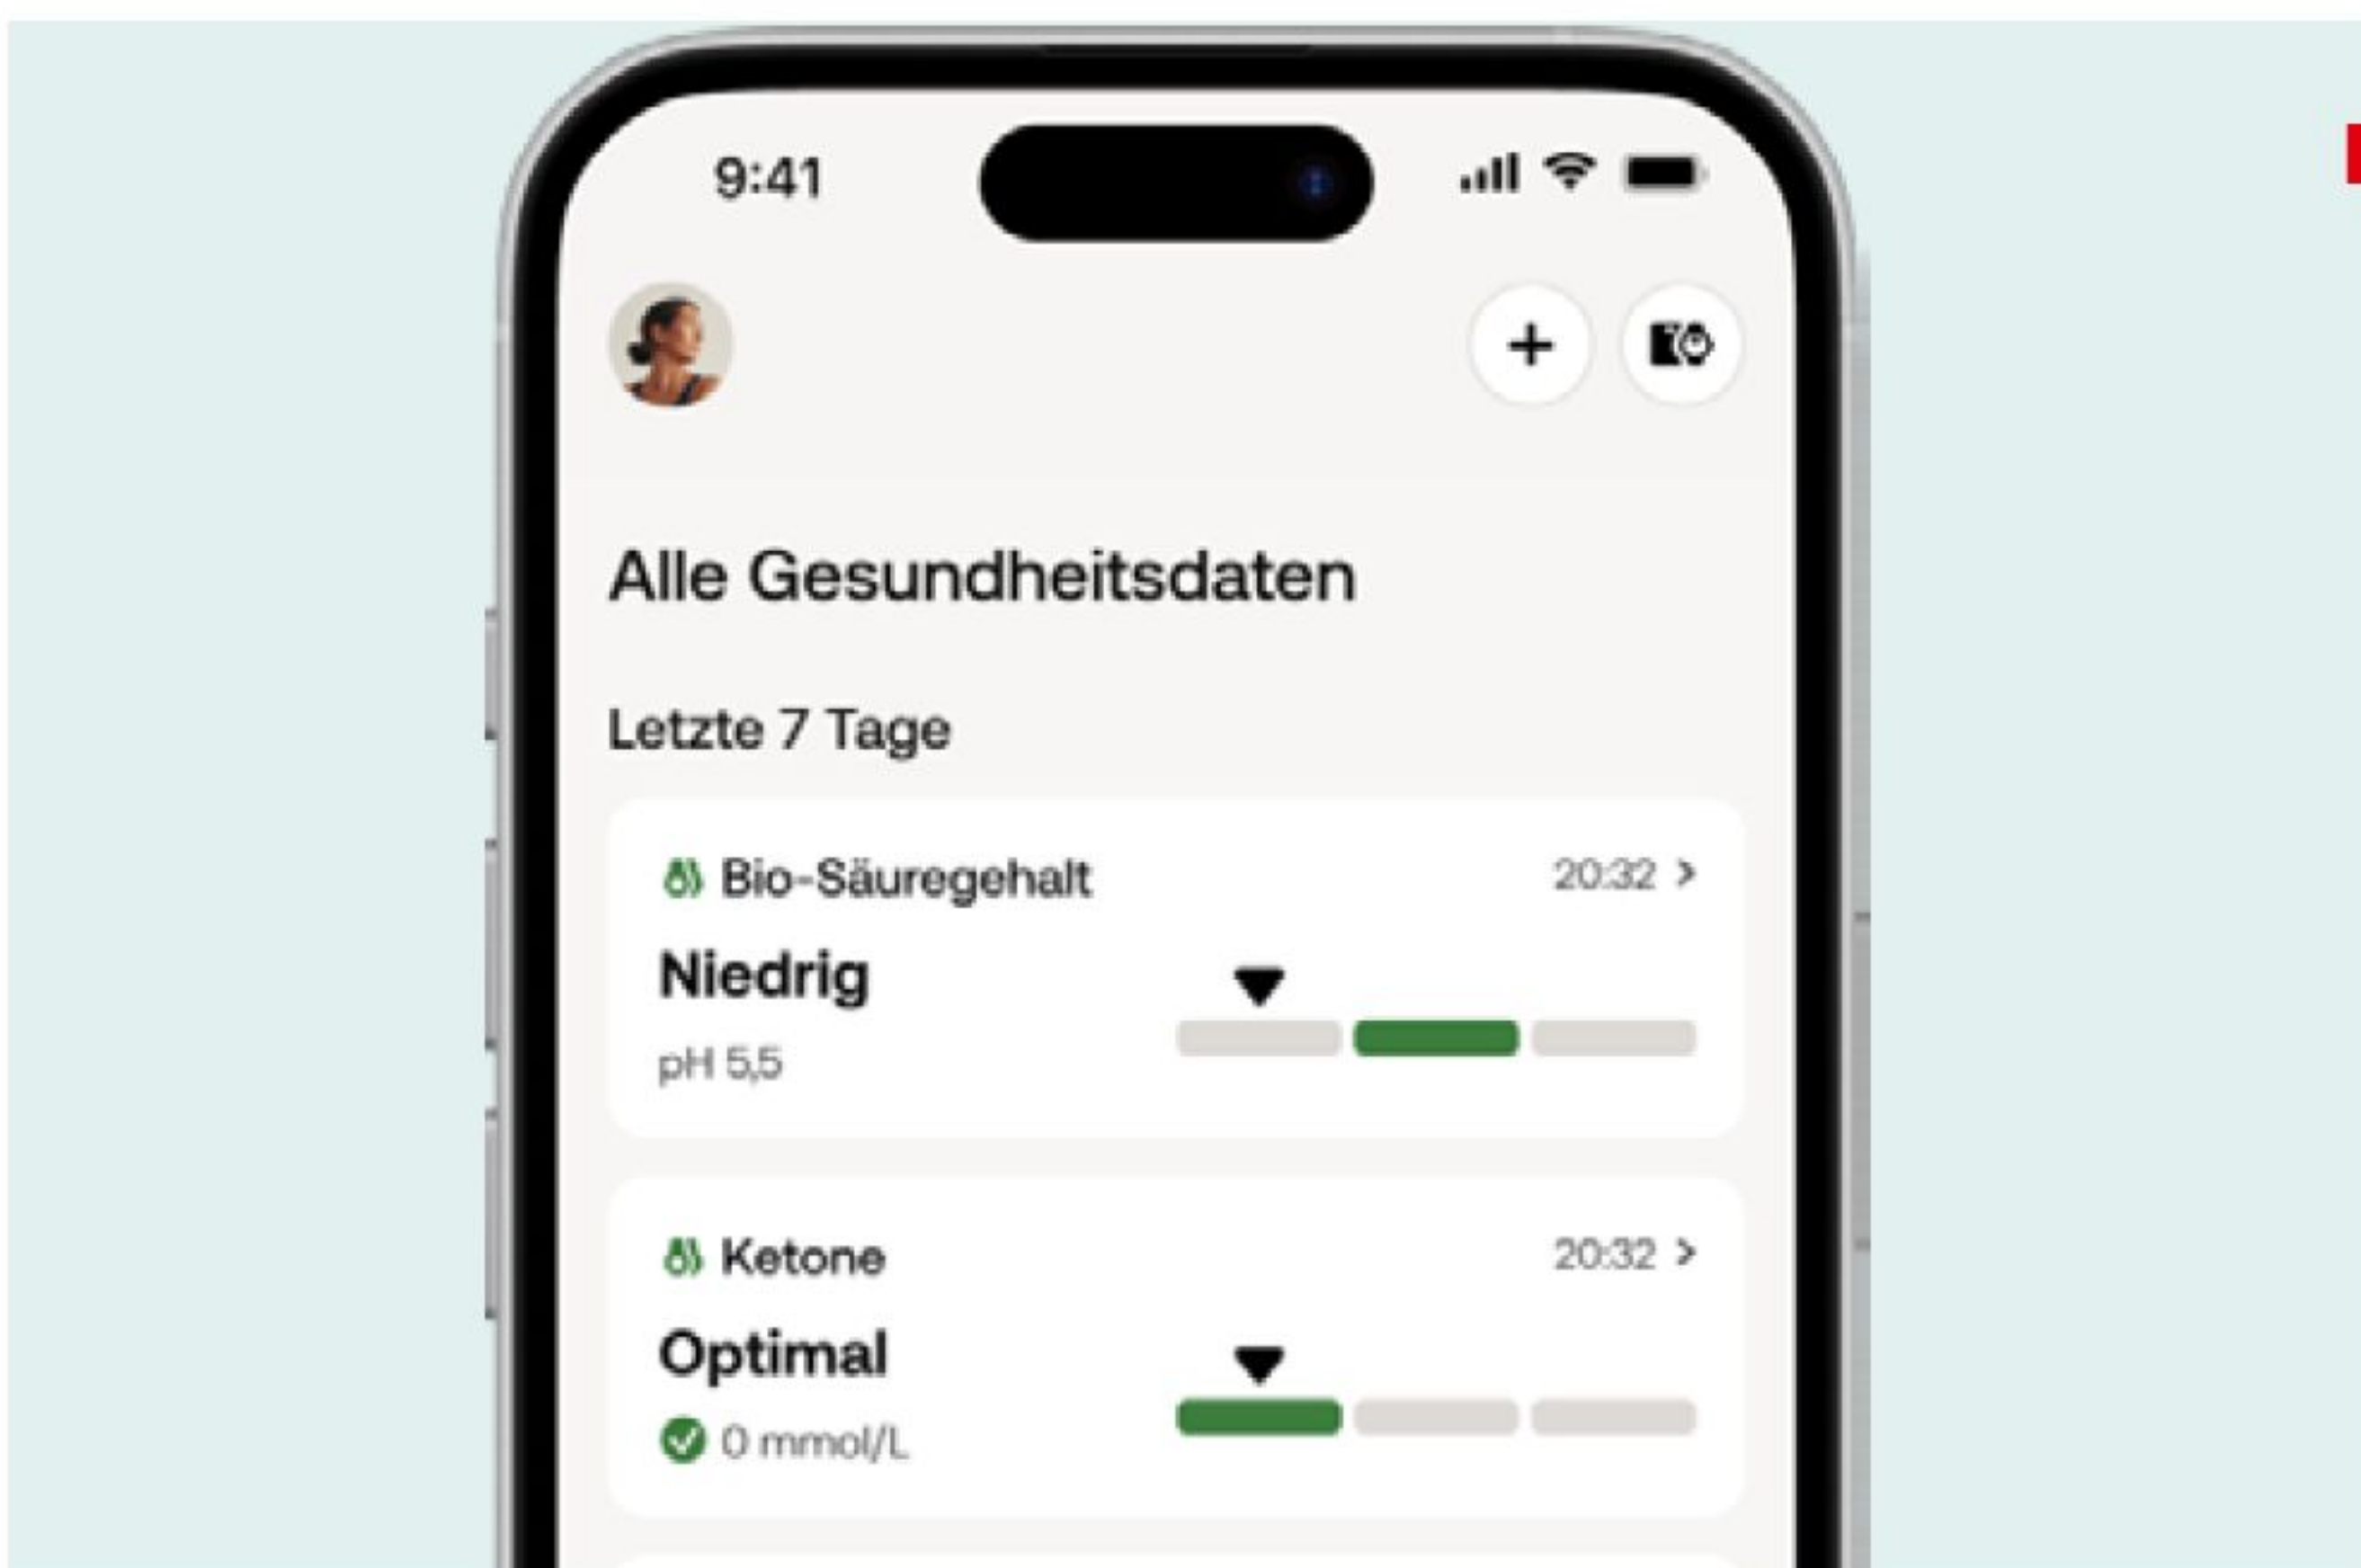 9:41
Alle Gesundheitsdaten
Letzte 7 Tage
Bio-Säuregehalt 20:32
Niedrig
pH 5,5
Ketone 20:32
Optimal
0 mmol/L